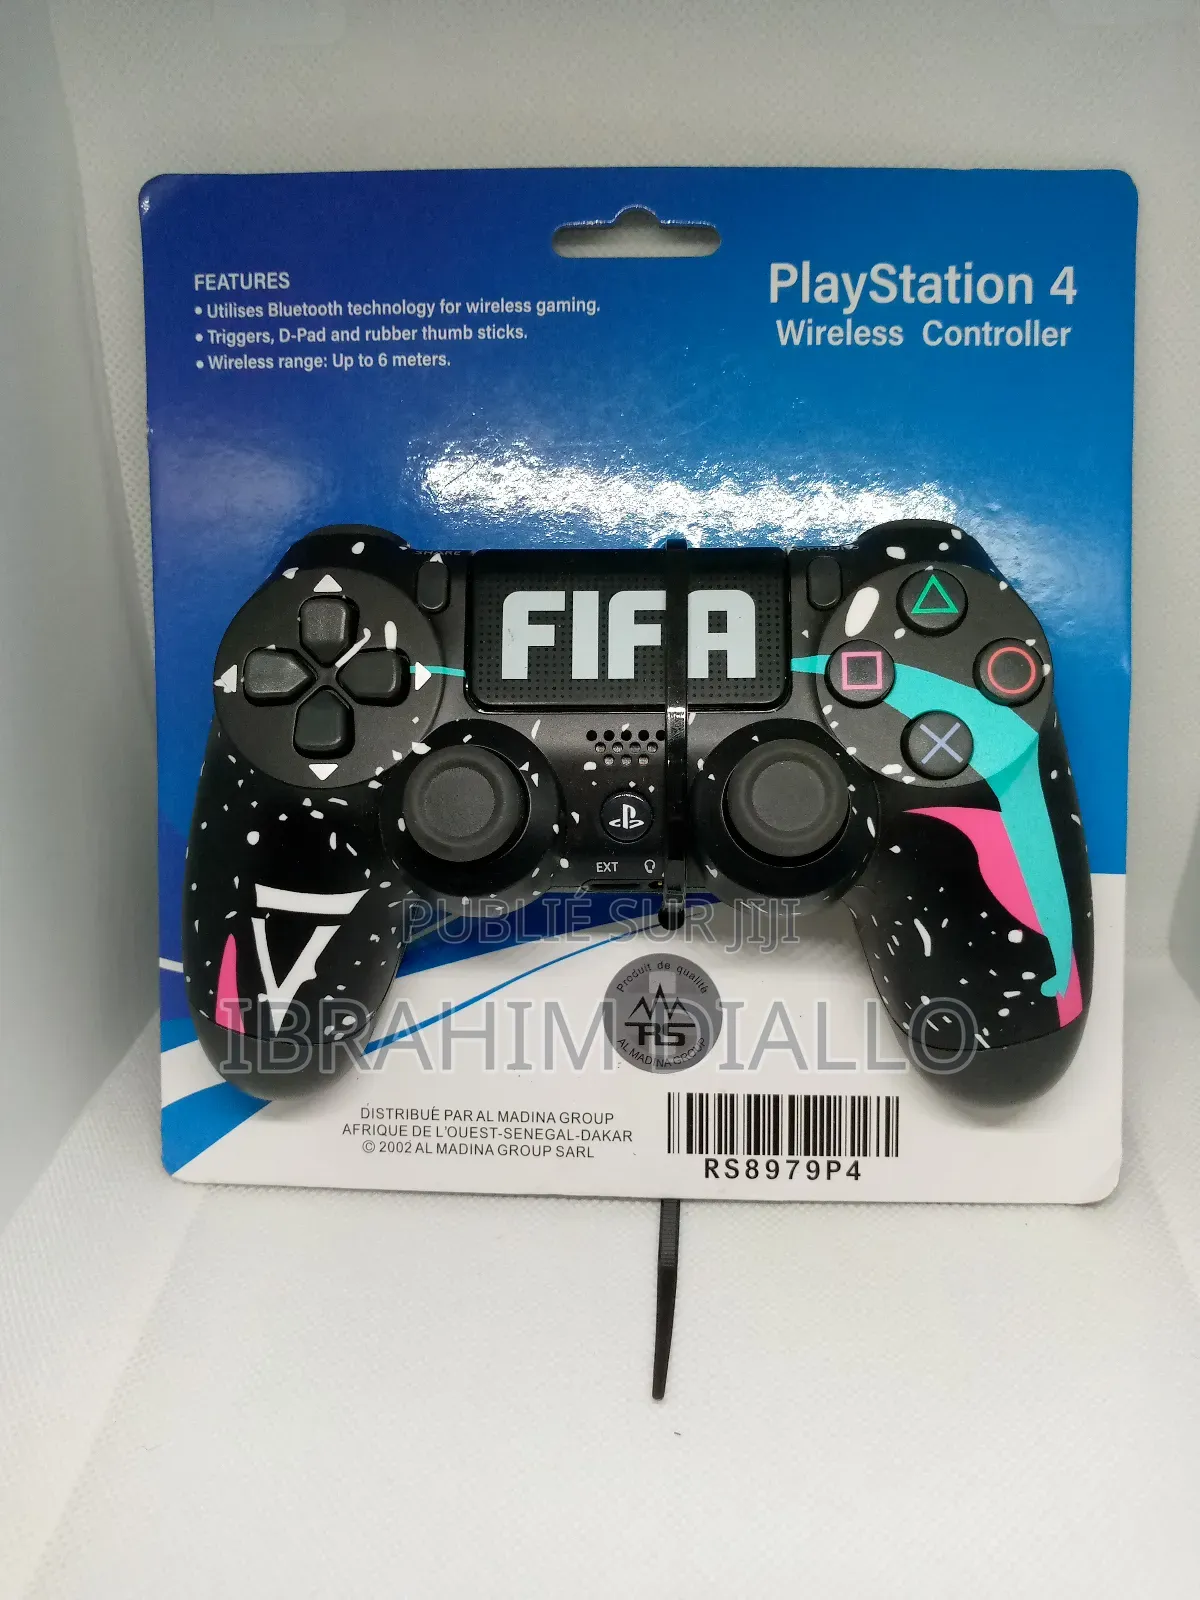 FEATURES
• Utilises Bluetooth technology for wireless gaming.
• Triggers, D-Pad and rubber thumb sticks.
• Wireless range: Up to 6 meters.
PlayStation 4
Wireless Controller
SHARE
OPTIONS
FIFA
EXT
PUBLIÉ SUR JIJI
IBRAHIM DIALLO
Produit de qualité
RS
AL MADINA GROUP
DISTRIBUÉ PAR AL MADINA GROUP
AFRIQUE DE L'OUEST-SENEGAL-DAKAR
© 2002 AL MADINA GROUP SARL
RS8979P4